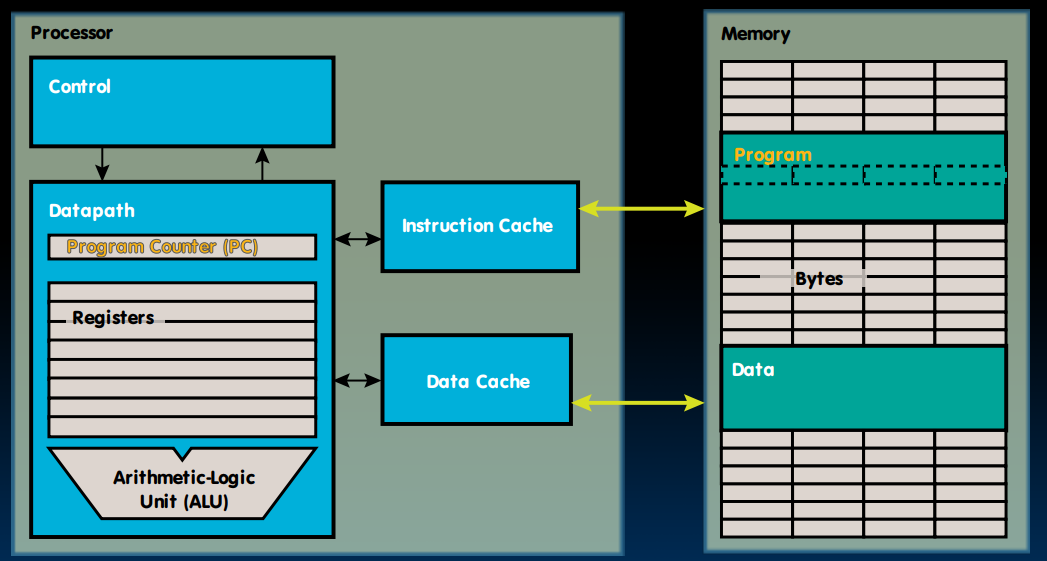 Processor
Control
Datapath
Program Counter (PC)
Registers
Arithmetic-Logic
Unit (ALU)
Instruction Cache
Data Cache
Memory
Program
Bytes
Data